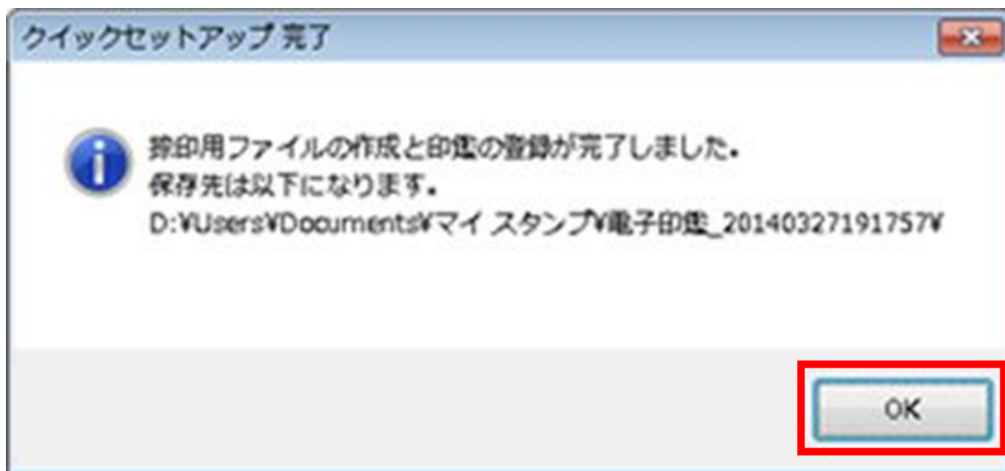 クイックセットアップ 完了
捺印用ファイルの作成と印鑑の登録が完了しました。
保存先は以下になります。
D:¥Users¥Documents¥マイ スタンプ¥電子印鑑_20140327191757¥
OK